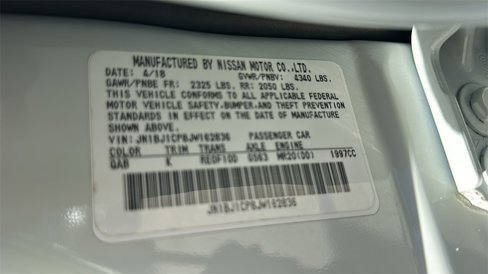 MANUFACTURED BY NISSAN MOTOR CO.,LTD.
DATE: 4/18 GVWR/PNBV: 4340 LBS.
GAWR/PNBE FR: 2325 LBS. RR: 2050 LBS.
THIS VEHICLE CONFORMS TO ALL APPLICABLE FEDERAL
MOTOR VEHICLE SAFETY,BUMPER,AND THEFT PREVENTION
STANDARDS IN EFFECT ON THE DATE OF MANUFACTURE
SHOWN ABOVE.
VIN: JN1BJ1CP8JW162836 PASSENGER CAR
COLOR TRIM TRANS AXLE ENGINE
QAB K RE0F10D GS63 MR20(DD) 1997CC
JN1BJ1CP8JW162836